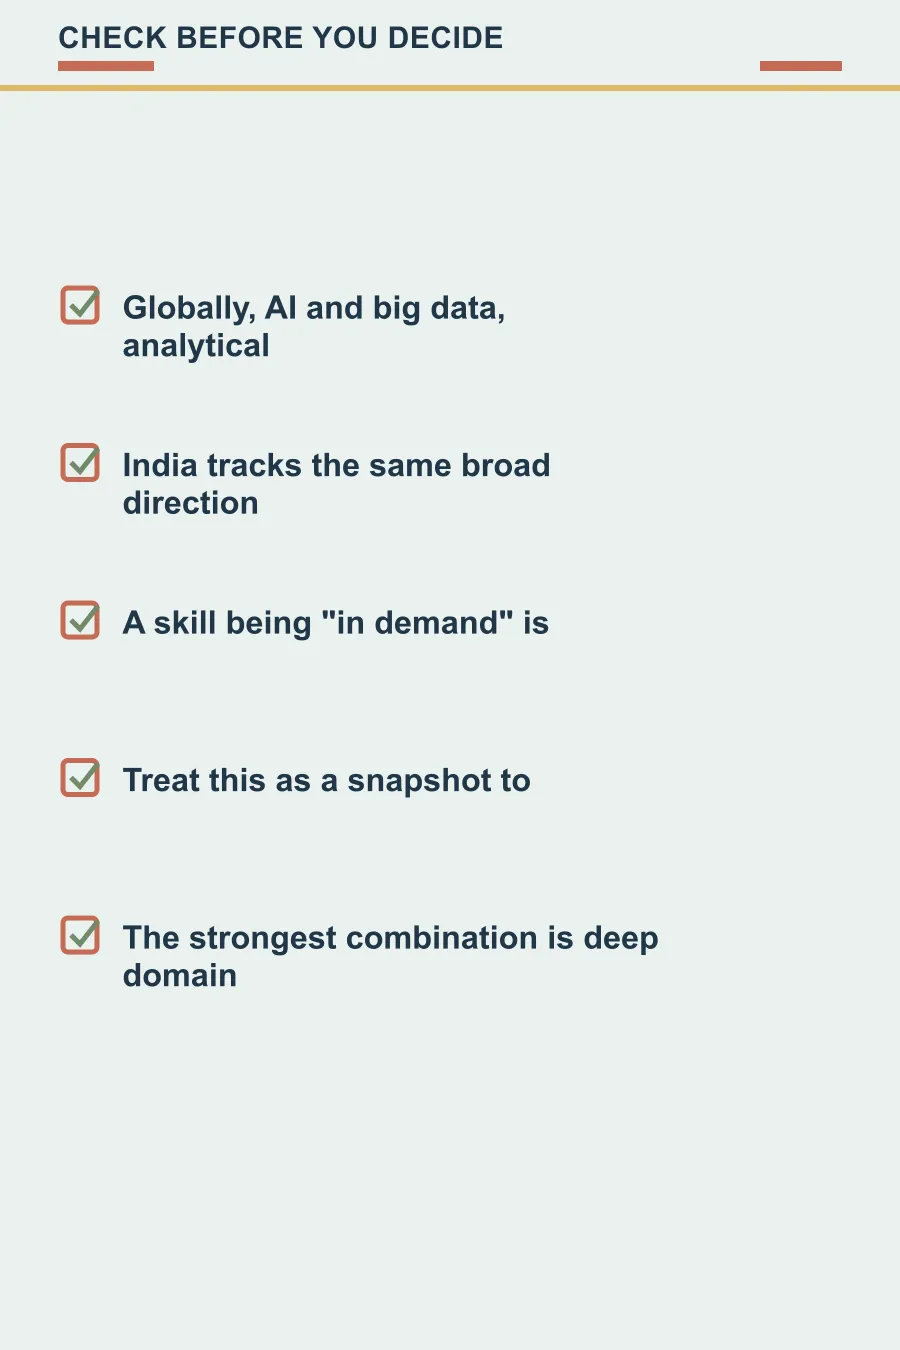 CHECK BEFORE YOU DECIDE
Globally, AI and big data,
analytical
India tracks the same broad
direction
A skill being "in demand" is
Treat this as a snapshot to
The strongest combination is deep
domain